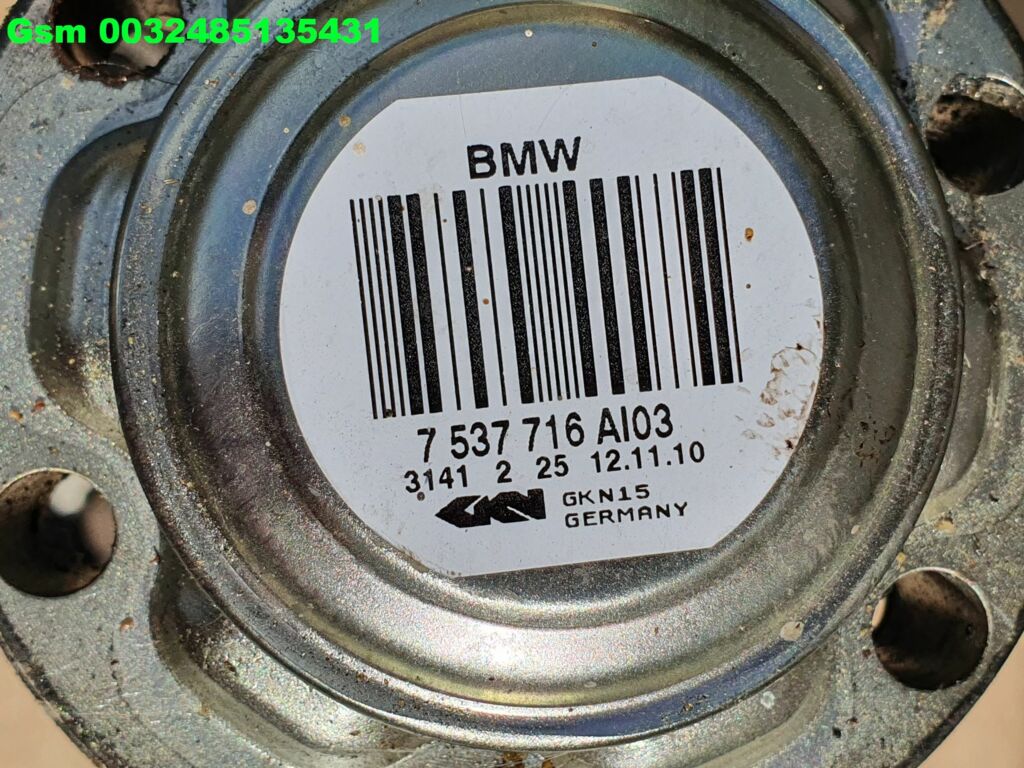 Gsm 0032485135431
BMW
7 537 716 AI03
3141 2 25 12.11.10
GKN GKN15
GERMANY